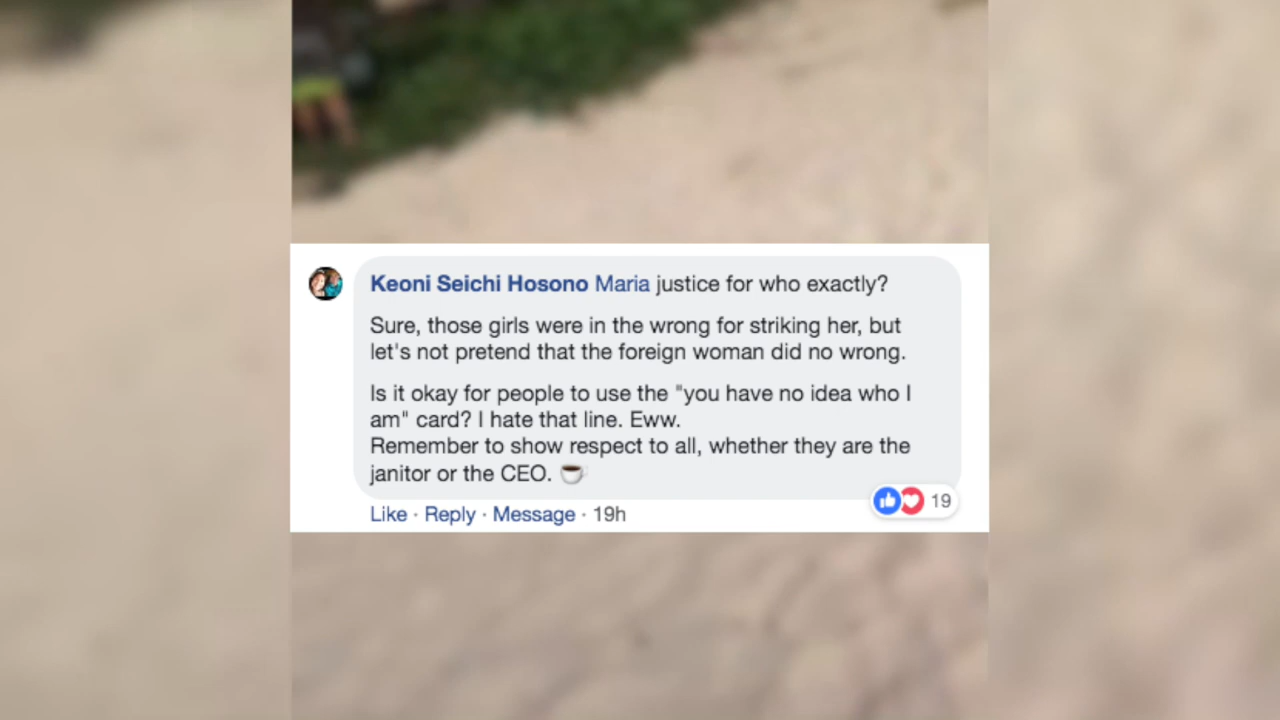 Keoni Seichi Hosono Maria justice for who exactly?
Sure, those girls were in the wrong for striking her, but
let's not pretend that the foreign woman did no wrong.
Is it okay for people to use the "you have no idea who I
am" card? I hate that line. Eww.
Remember to show respect to all, whether they are the
janitor or the CEO. ☕
19
Like · Reply · Message · 19h